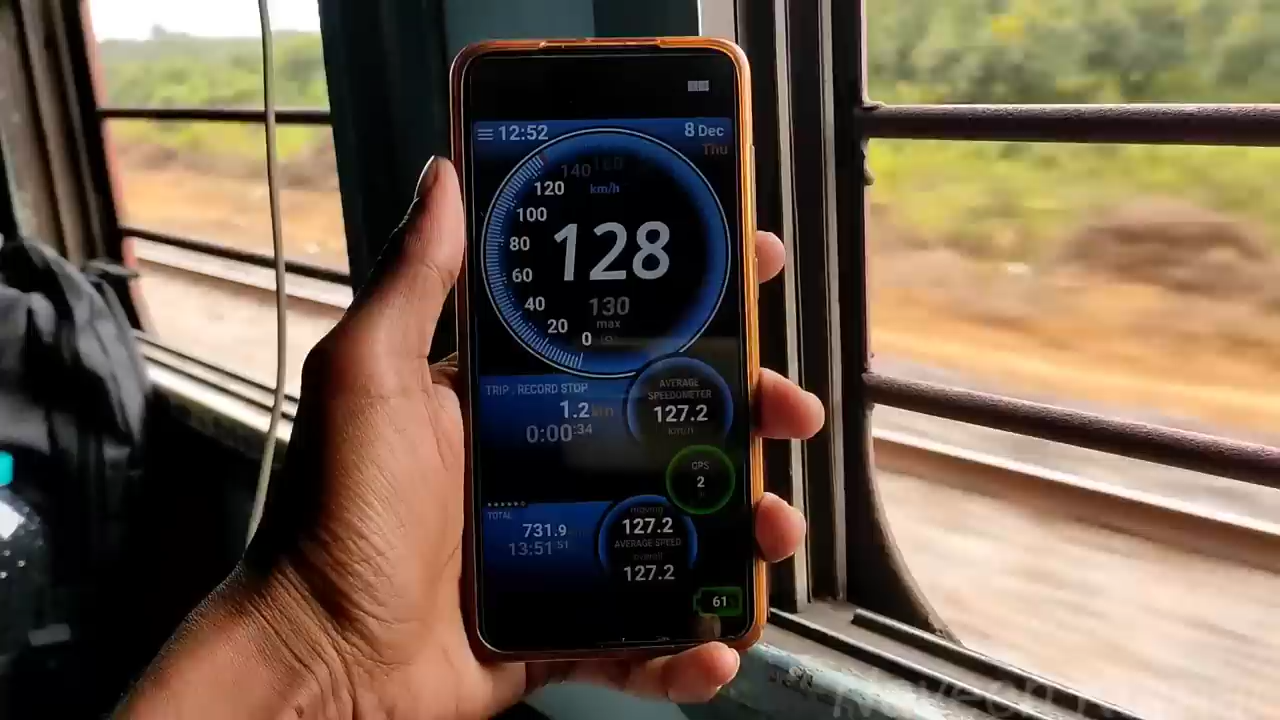 12:52
8 Dec
Thu
140
km/h
120
100
80
60
40
20
0
128
130
max
TRIP . RECORD STOP
1.2 km
0:00:34
AVERAGE
SPEEDOMETER
127.2
km/h
GPS
2
TOTAL
731.9
13:51:51
moving
127.2
AVERAGE SPEED
overall
127.2
61